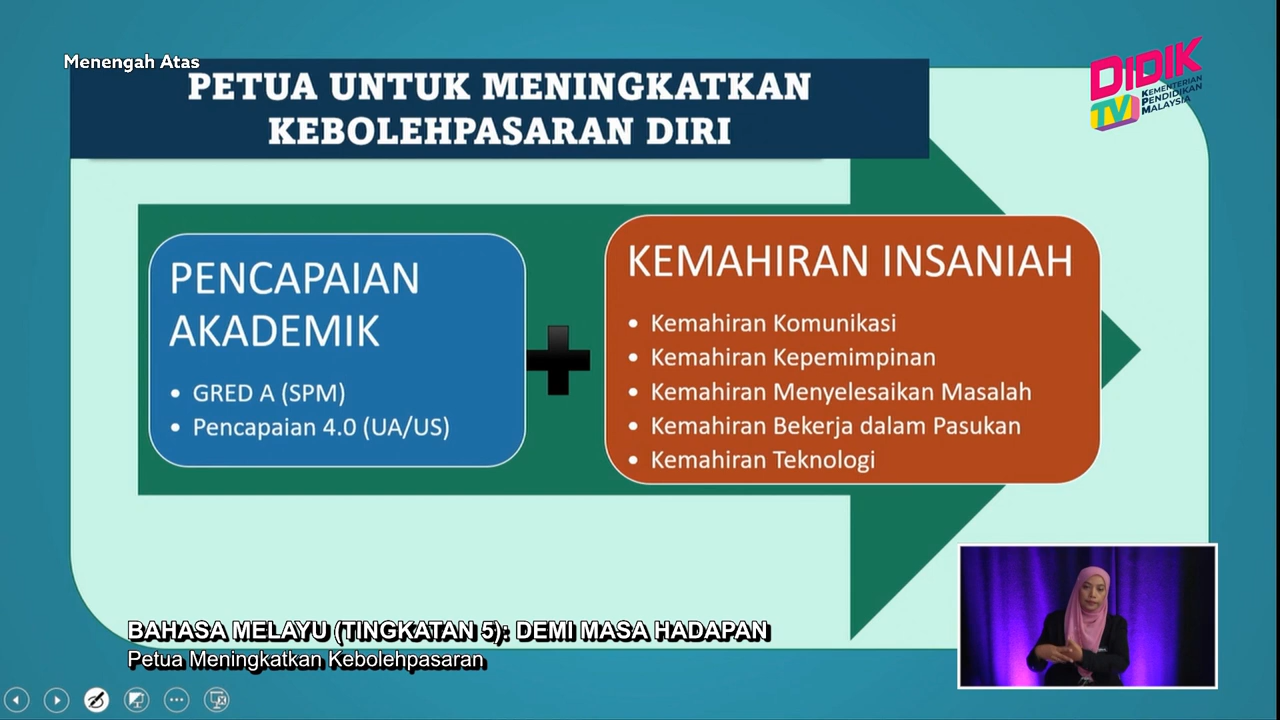 Menengah Atas
PETUA UNTUK MENINGKATKAN
KEBOLEHPASARAN DIRI
DIDIK
TV
KEMENTERIAN
PENDIDIKAN
MALAYSIA
PENCAPAIAN
AKADEMIK
• GRED A (SPM)
• Pencapaian 4.0 (UA/US)
KEMAHIRAN INSANIAH
• Kemahiran Komunikasi
• Kemahiran Kepemimpinan
• Kemahiran Menyelesaikan Masalah
• Kemahiran Bekerja dalam Pasukan
• Kemahiran Teknologi
BAHASA MELAYU (TINGKATAN 5): DEMI MASA HADAPAN
Petua Meningkatkan Kebolehpasaran